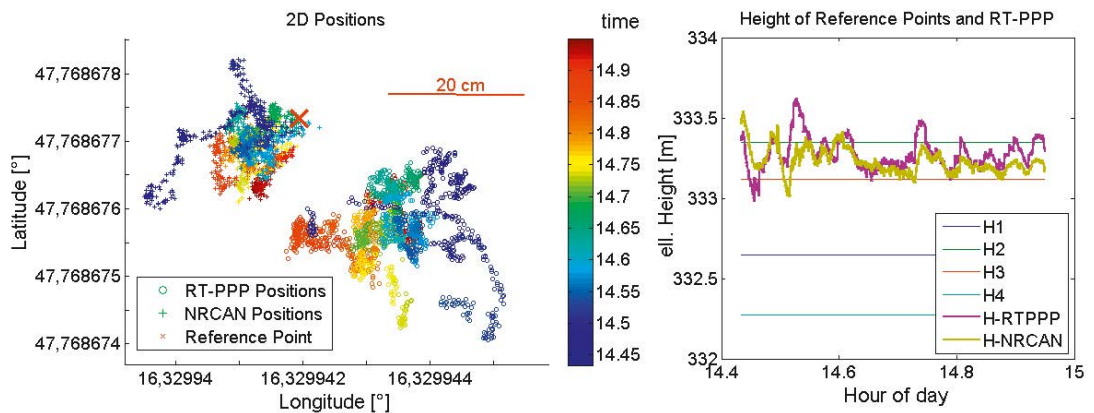 2D Positions
47,768678
47,768677
47,768676
47,768675
47,768674
Latitude [°]
20 cm
RT-PPP Positions
NRCAN Positions
Reference Point
16,32994
16,329942
16,329944
Longitude [°]
time
14.9
14.85
14.8
14.75
14.7
14.65
14.6
14.55
14.5
14.45
Height of Reference Points and RT-PPP
334
333.5
333
332.5
332
ell. Height [m]
H1
H2
H3
H4
H-RTPPP
H-NRCAN
14.4
14.6
14.8
15
Hour of day